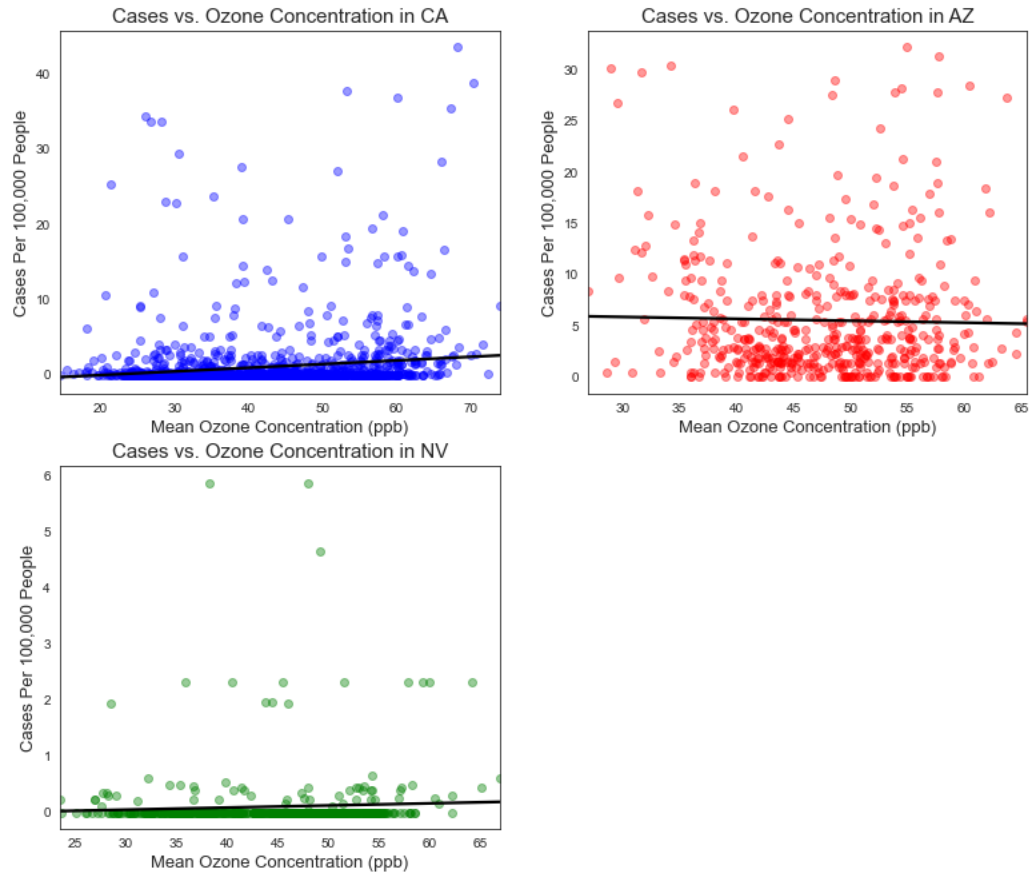 Cases vs. Ozone Concentration in CA
40
30
20
10
0
Cases Per 100,000 People
20 30 40 50 60 70
Mean Ozone Concentration (ppb)
Cases vs. Ozone Concentration in AZ
30
25
20
15
10
5
0
Cases Per 100,000 People
30 35 40 45 50 55 60 65
Mean Ozone Concentration (ppb)
Cases vs. Ozone Concentration in NV
6
5
4
3
2
1
0
Cases Per 100,000 People
25 30 35 40 45 50 55 60 65
Mean Ozone Concentration (ppb)